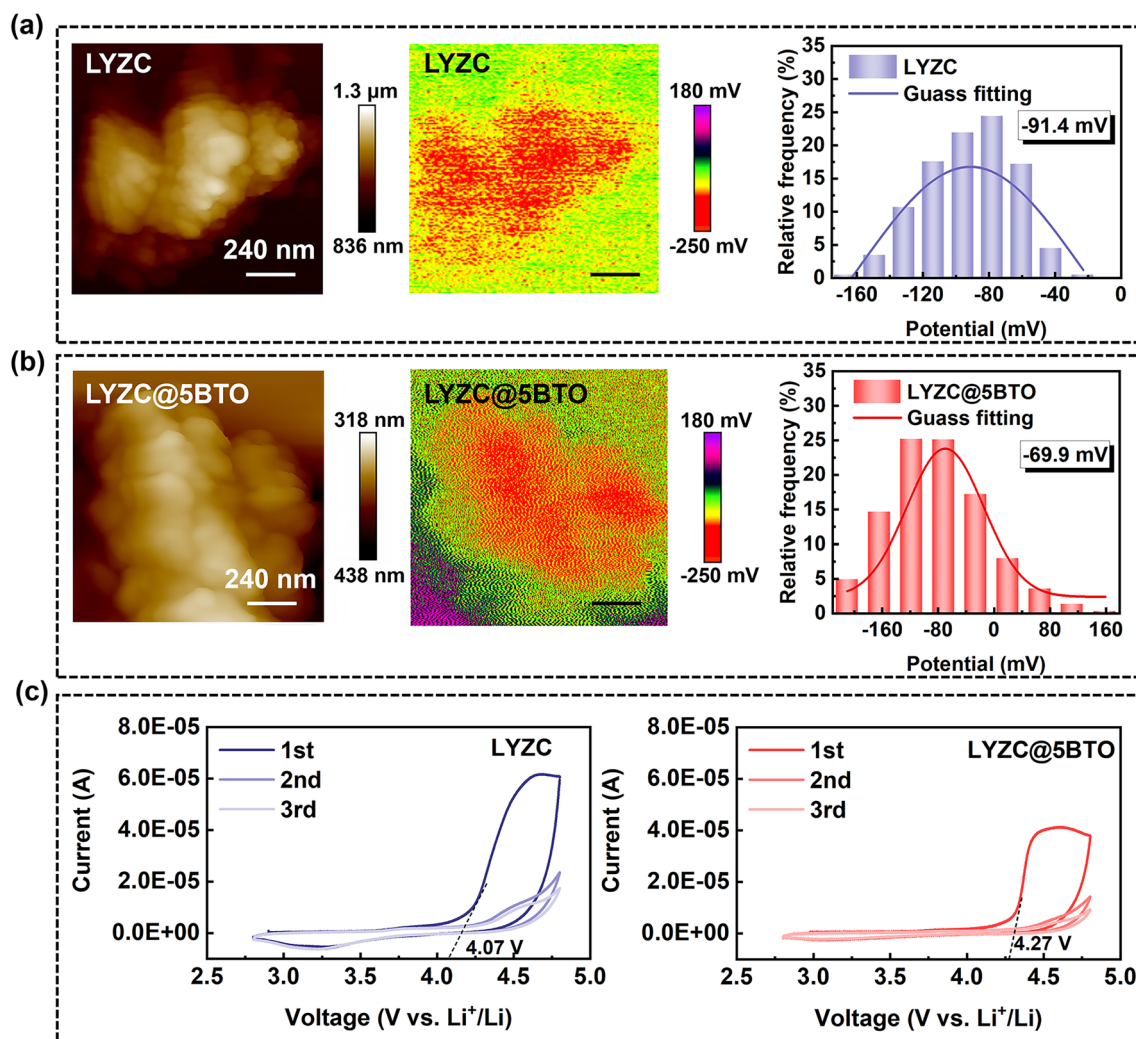 (a)
LYZC
1.3 µm
836 nm
240 nm
LYZC
180 mV
-250 mV
35
30
25
20
15
10
5
0
Relative frequency (%)
LYZC
Guass fitting
-91.4 mV
-160
-120
-80
-40
0
Potential (mV)
(b)
LYZC@5BTO
318 nm
438 nm
240 nm
LYZC@5BTO
180 mV
-250 mV
35
30
25
20
15
10
5
0
Relative frequency (%)
LYZC@5BTO
Guass fitting
-69.9 mV
-160
-80
0
80
160
Potential (mV)
(c)
8.0E-05
6.0E-05
4.0E-05
2.0E-05
0.0E+00
Current (A)
1st
2nd
3rd
LYZC
4.07 V
2.5
3.0
3.5
4.0
4.5
5.0
Voltage (V vs. Li⁺/Li)
8.0E-05
6.0E-05
4.0E-05
2.0E-05
0.0E+00
Current (A)
1st
2nd
3rd
LYZC@5BTO
4.27 V
2.5
3.0
3.5
4.0
4.5
5.0
Voltage (V vs. Li⁺/Li)